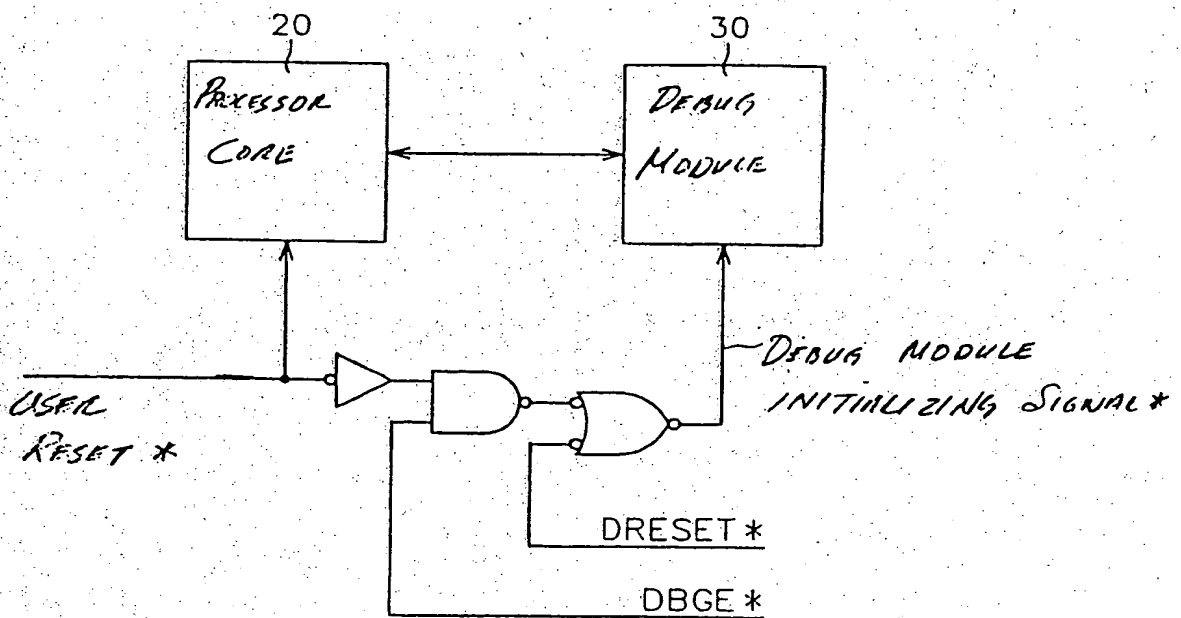 20
30
PROCESSOR
CORE
DEBUG
MODULE
DEBUG MODULE
INITIALIZING SIGNAL*
USER
RESET *
DRESET*
DBGE*